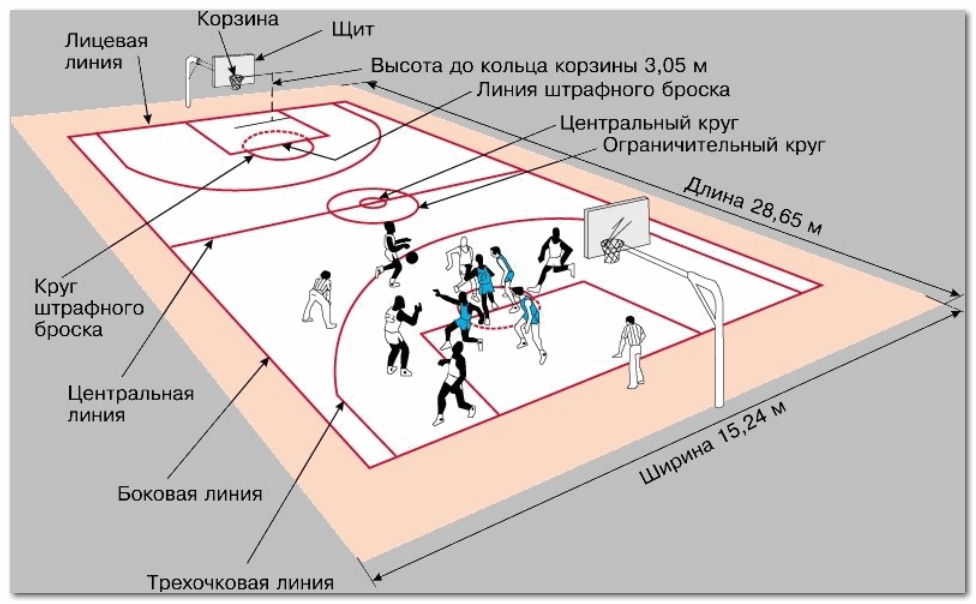 Корзина
Щит
Лицевая
линия
Высота до кольца корзины 3,05 м
Линия штрафного броска
Центральный круг
Ограничительный круг
Длина 28,65 м
Круг
штрафного
броска
Центральная
линия
Ширина 15,24 м
Боковая линия
Трехочковая линия